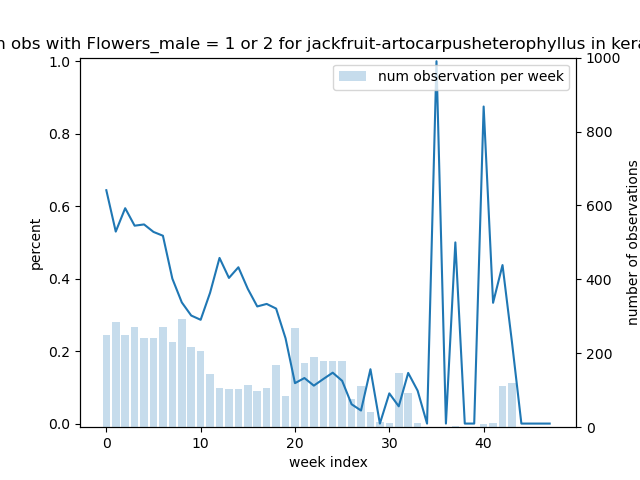 obs with Flowers_male = 1 or 2 for jackfruit-artocarpusheterophyllus in
num observation per week
1.0
0.8
0.6
0.4
0.2
0.0
percent
1000
800
600
400
200
0
number of observations
0 10 20 30 40
week index